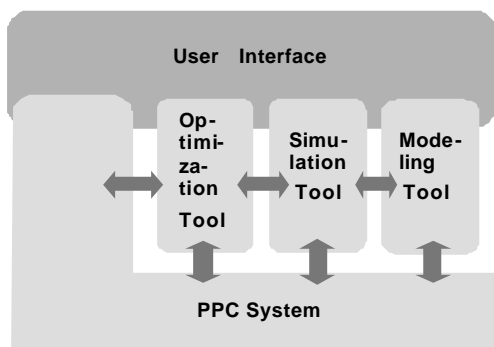 User Interface
Op-
timi-
za-
tion
Tool
Simu-
lation
Tool
Mode-
ling
Tool
PPC System